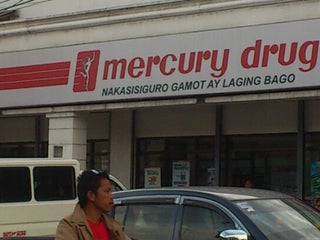 mercury drug
NAKASISIGURO GAMOT AY LAGING BAGO